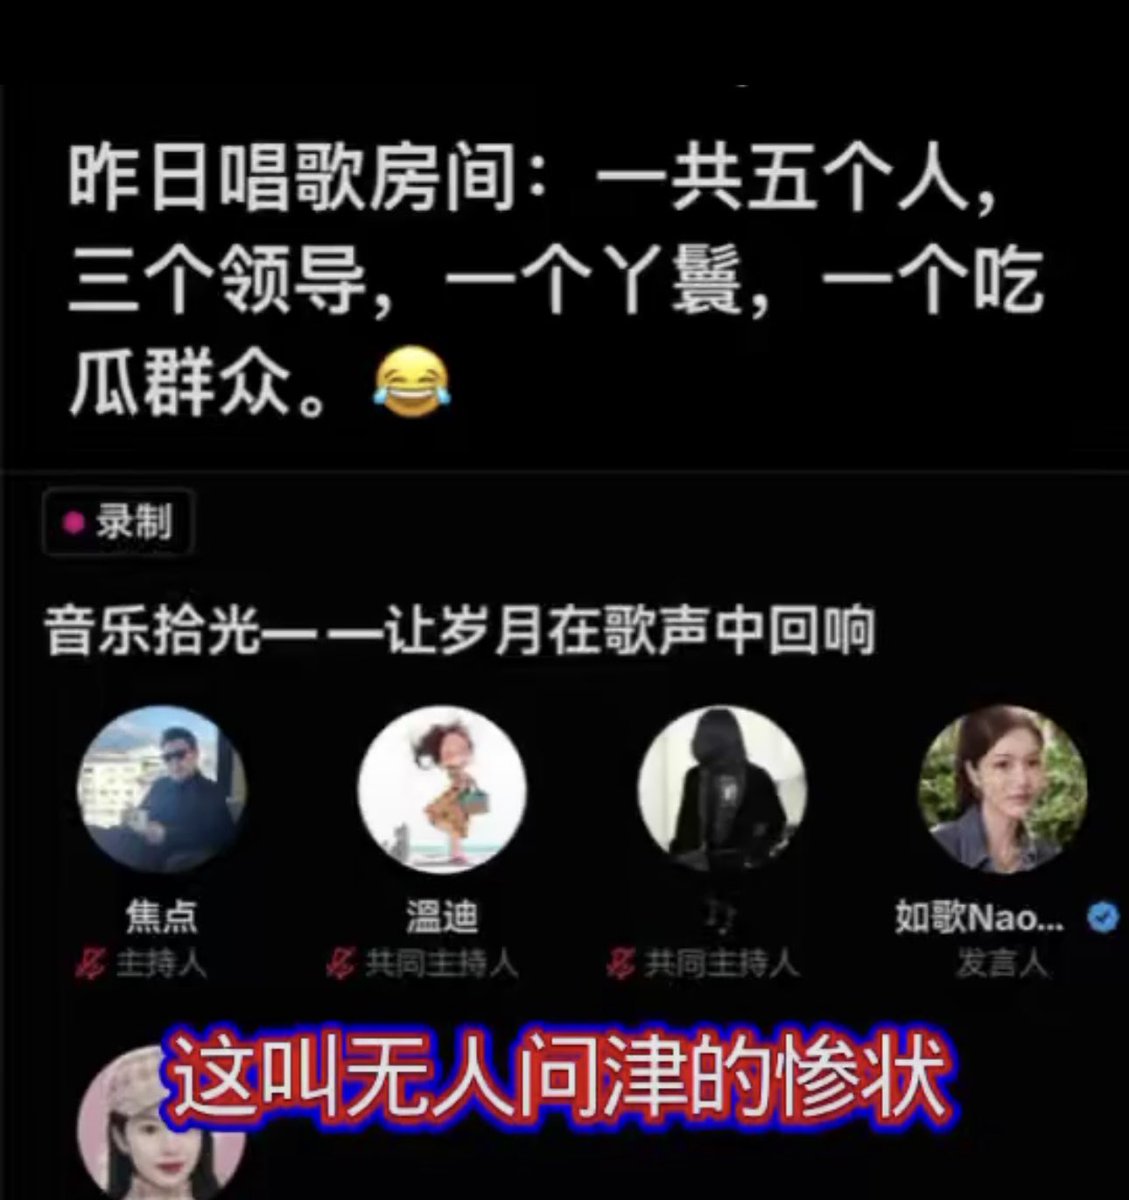 昨日唱歌房间：一共五个人，
三个领导，一个丫鬟，一个吃
瓜群众。😂
录制
音乐拾光——让岁月在歌声中回响
焦点
溫迪
如歌Nao...
主持人
共同主持人
共同主持人
发言人
这叫无人问津的惨状